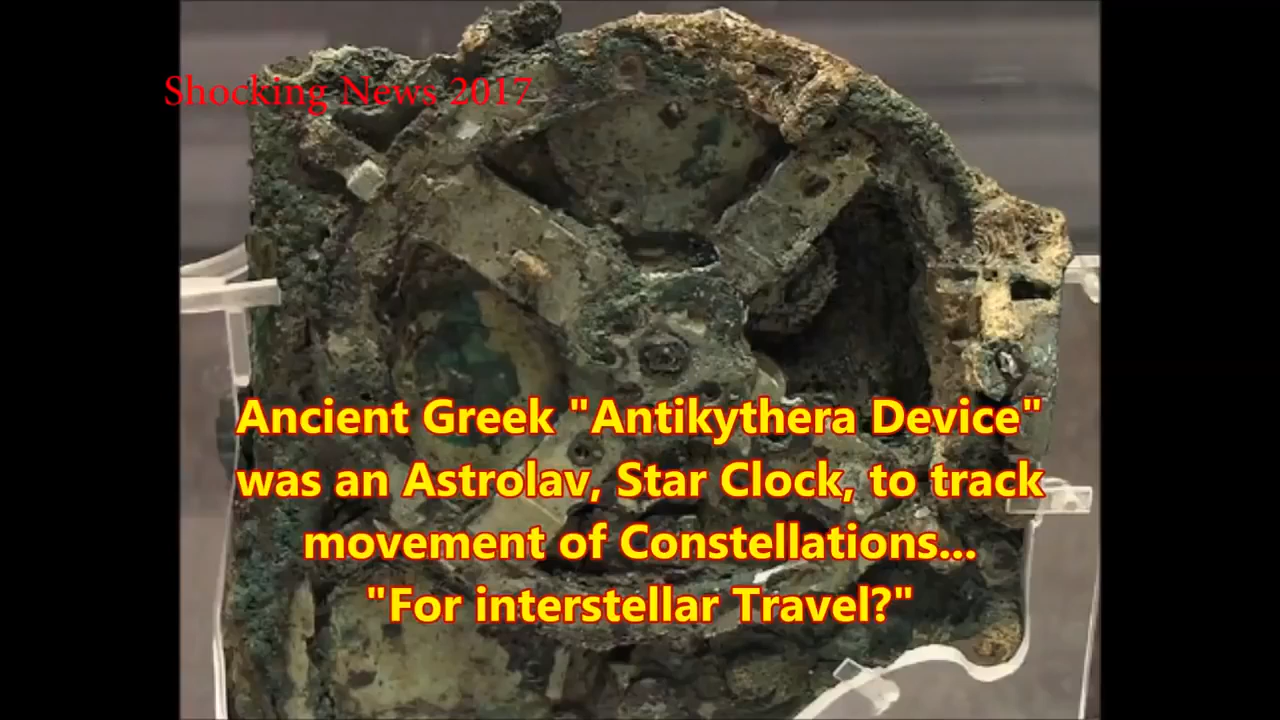 Shocking News 2017
Ancient Greek "Antikythera Device"
was an Astrolav, Star Clock, to track
movement of Constellations...
"For interstellar Travel?"